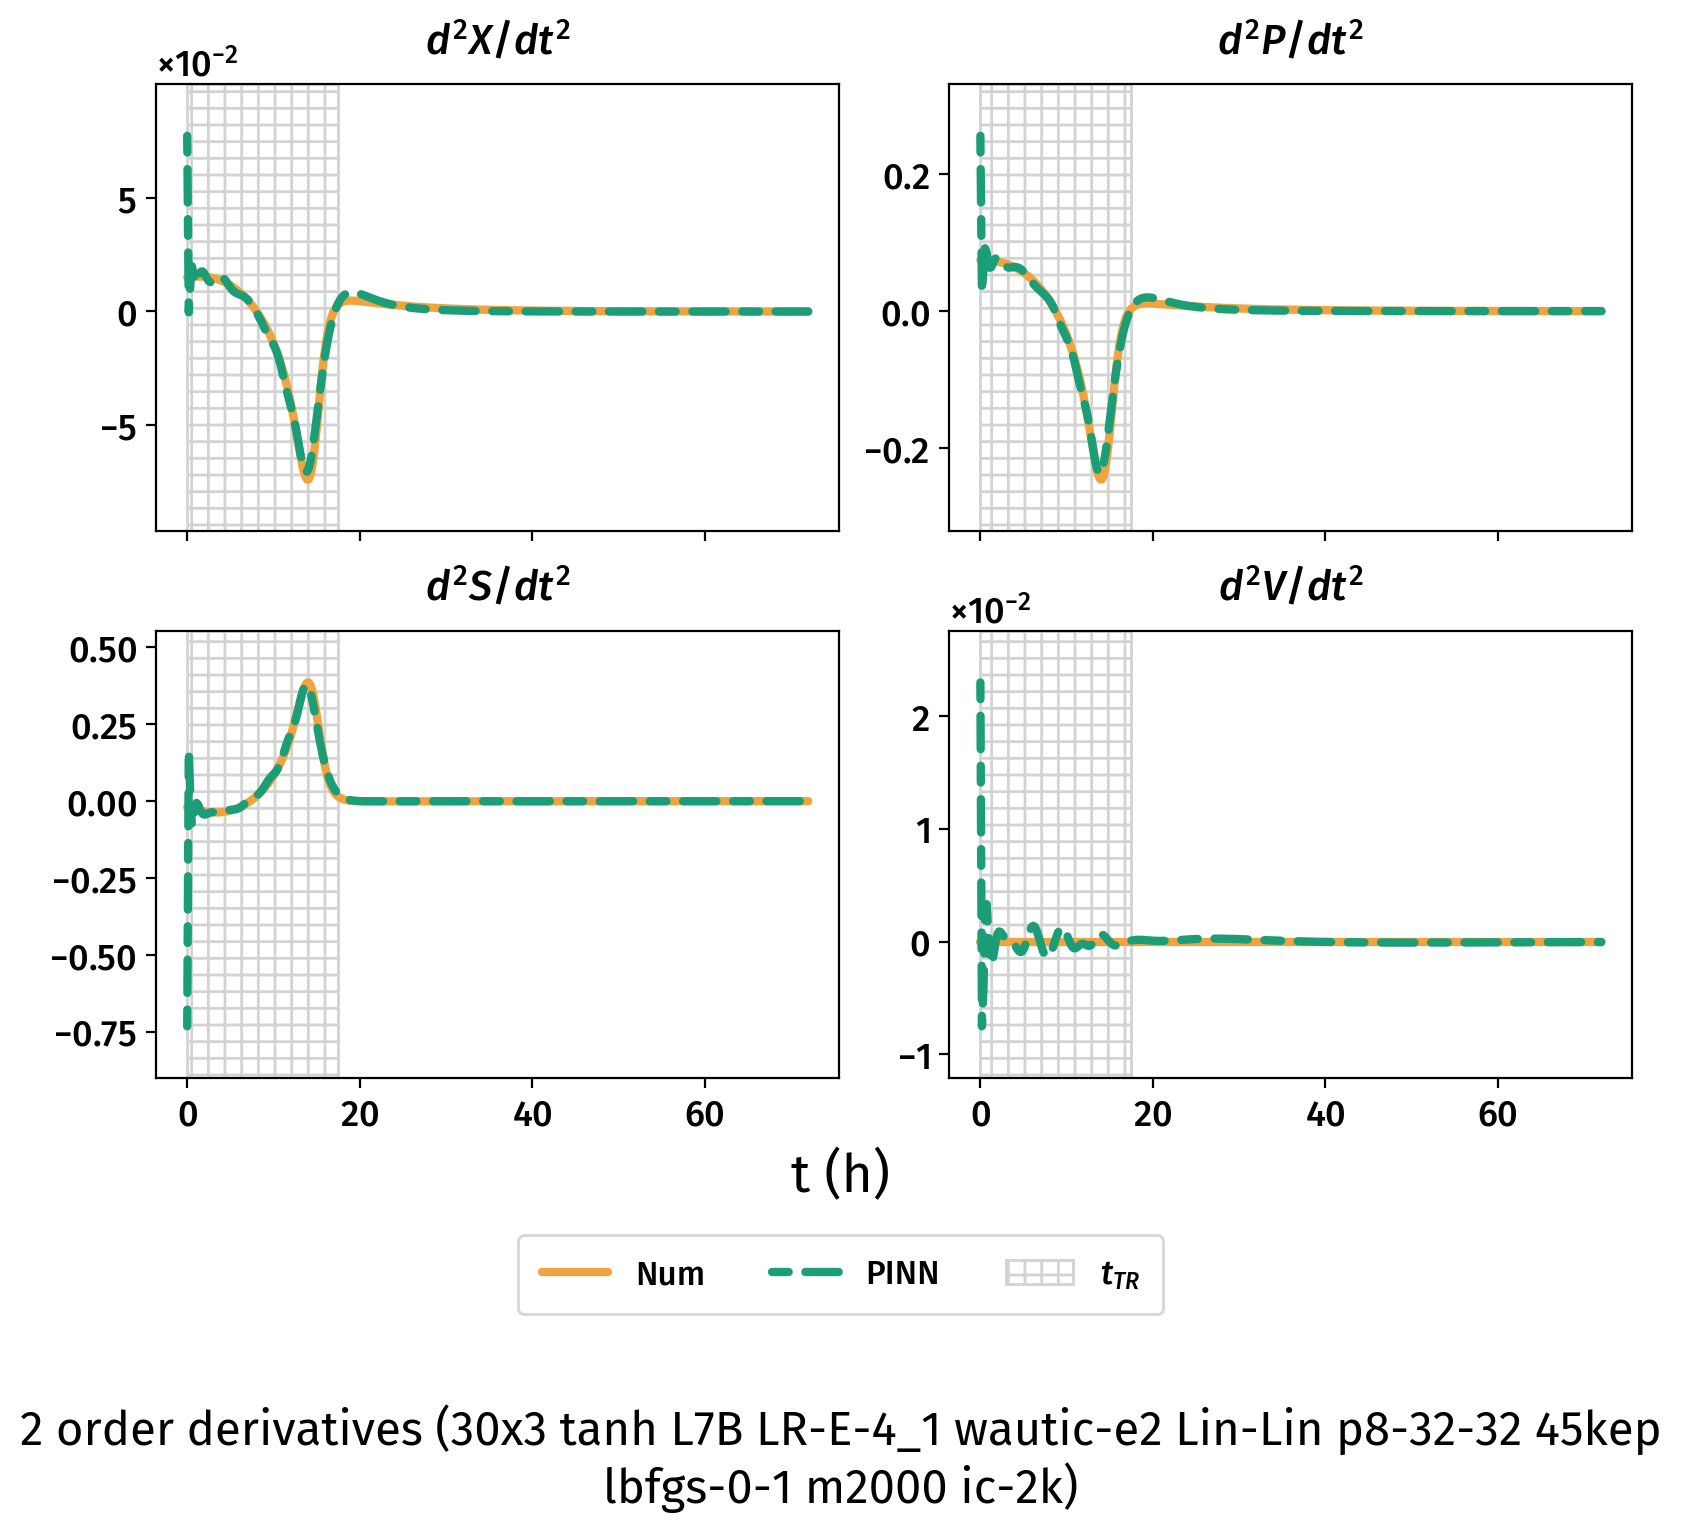 d²X/dt²
×10⁻²
5
0
−5
d²P/dt²
0.2
0.0
−0.2
d²S/dt²
0.50
0.25
0.00
−0.25
−0.50
−0.75
0 20 40 60
d²V/dt²
×10⁻²
2
1
0
−1
0 20 40 60
t (h)
Num PINN t_TR
2 order derivatives (30x3 tanh L7B LR-E-4_1 wautic-e2 Lin-Lin p8-32-32 45kep
lbfgs-0-1 m2000 ic-2k)